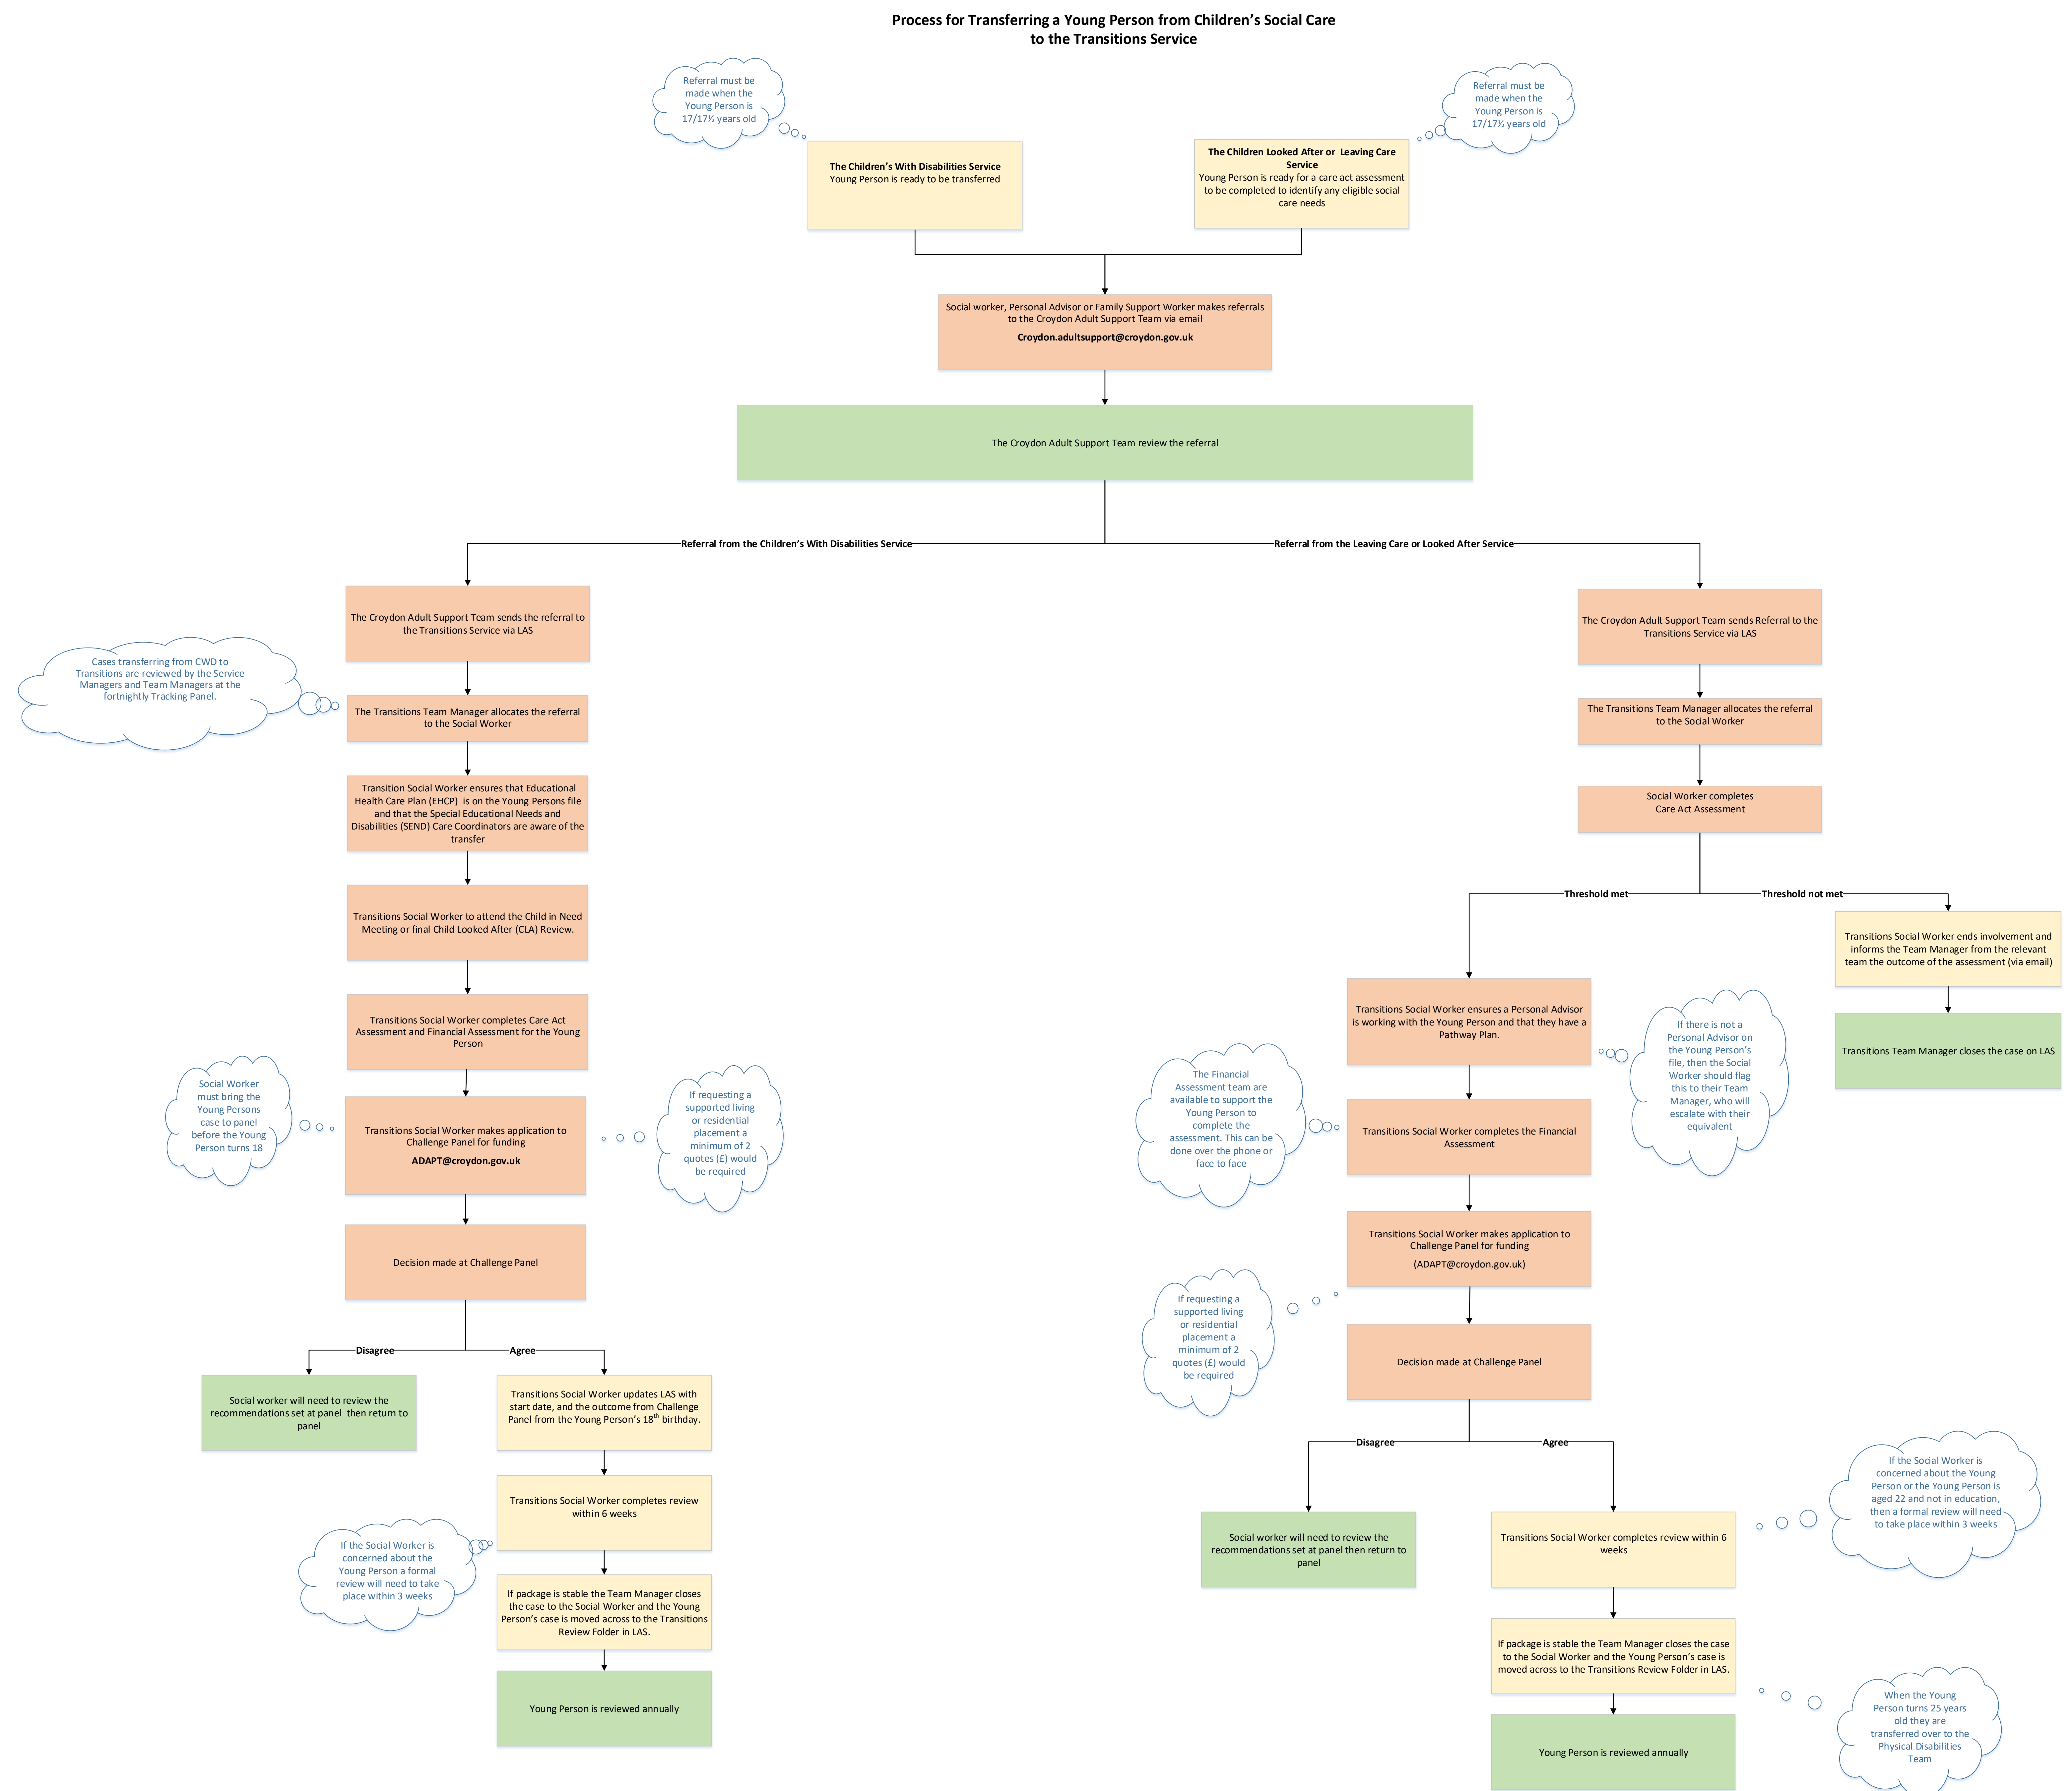 Process for Transferring a Young Person from Children's Social Care
to the Transitions Service
Referral must be
made when the
Young Person is
17/17½ years old
Referral must be
made when the
Young Person is
17/17½ years old
The Children's With Disabilities Service
Young Person is ready to be transferred
The Children Looked After or Leaving Care
Service
Young Person is ready for a care act assessment
to be completed to identify any eligible social
care needs
Social worker, Personal Advisor or Family Support Worker makes referrals
to the Croydon Adult Support Team via email
Croydon.adultsupport@croydon.gov.uk
The Croydon Adult Support Team review the referral
Referral from the Children's With Disabilities Service
Referral from the Leaving Care or Looked After Service
The Croydon Adult Support Team sends the referral to
the Transitions Service via LAS
Cases transferring from CWD to
Transitions are reviewed by the Service
Managers and Team Managers at the
fortnightly Tracking Panel.
The Transitions Team Manager allocates the referral
to the Social Worker
Transition Social Worker ensures that Educational
Health Care Plan (EHCP) is on the Young Persons file
and that the Special Educational Needs and
Disabilities (SEND) Care Coordinators are aware of the
transfer
Transitions Social Worker to attend the Child in Need
Meeting or final Child Looked After (CLA) Review.
Transitions Social Worker completes Care Act
Assessment and Financial Assessment for the Young
Person
Social Worker
must bring the
Young Persons
case to panel
before the Young
Person turns 18
Transitions Social Worker makes application to
Challenge Panel for funding
ADAPT@croydon.gov.uk
If requesting a
supported living
or residential
placement a
minimum of 2
quotes (£) would
be required
Decision made at Challenge Panel
Disagree
Agree
Social worker will need to review the
recommendations set at panel then return to
panel
Transitions Social Worker updates LAS with
start date, and the outcome from Challenge
Panel from the Young Person's 18th birthday.
Transitions Social Worker completes review
within 6 weeks
If the Social Worker is
concerned about the
Young Person a formal
review will need to take
place within 3 weeks
If package is stable the Team Manager closes
the case to the Social Worker and the Young
Person's case is moved across to the Transitions
Review Folder in LAS.
Young Person is reviewed annually
The Croydon Adult Support Team sends Referral to the
Transitions Service via LAS
The Transitions Team Manager allocates the referral
to the Social Worker
Social Worker completes
Care Act Assessment
Threshold met
Threshold not met
Transitions Social Worker ends involvement and
informs the Team Manager from the relevant
team the outcome of the assessment (via email)
Transitions Team Manager closes the case on LAS
Transitions Social Worker ensures a Personal Advisor
is working with the Young Person and that they have a
Pathway Plan.
If there is not a
Personal Advisor on
the Young Person's
file, then the Social
Worker should flag
this to their Team
Manager, who will
escalate with their
equivalent
The Financial
Assessment team are
available to support the
Young Person to
complete the
assessment. This can be
done over the phone or
face to face
Transitions Social Worker completes the Financial
Assessment
Transitions Social Worker makes application to
Challenge Panel for funding
(ADAPT@croydon.gov.uk)
If requesting a
supported living
or residential
placement a
minimum of 2
quotes (£) would
be required
Decision made at Challenge Panel
Disagree
Agree
Social worker will need to review the
recommendations set at panel then return to
panel
Transitions Social Worker completes review within 6
weeks
If the Social Worker is
concerned about the Young
Person or the Young Person is
aged 22 and not in education,
then a formal review will need
to take place within 3 weeks
If package is stable the Team Manager closes the case
to the Social Worker and the Young Person's case is
moved across to the Transitions Review Folder in LAS.
When the Young
Person turns 25 years
old they are
transferred over to the
Physical Disabilities
Team
Young Person is reviewed annually